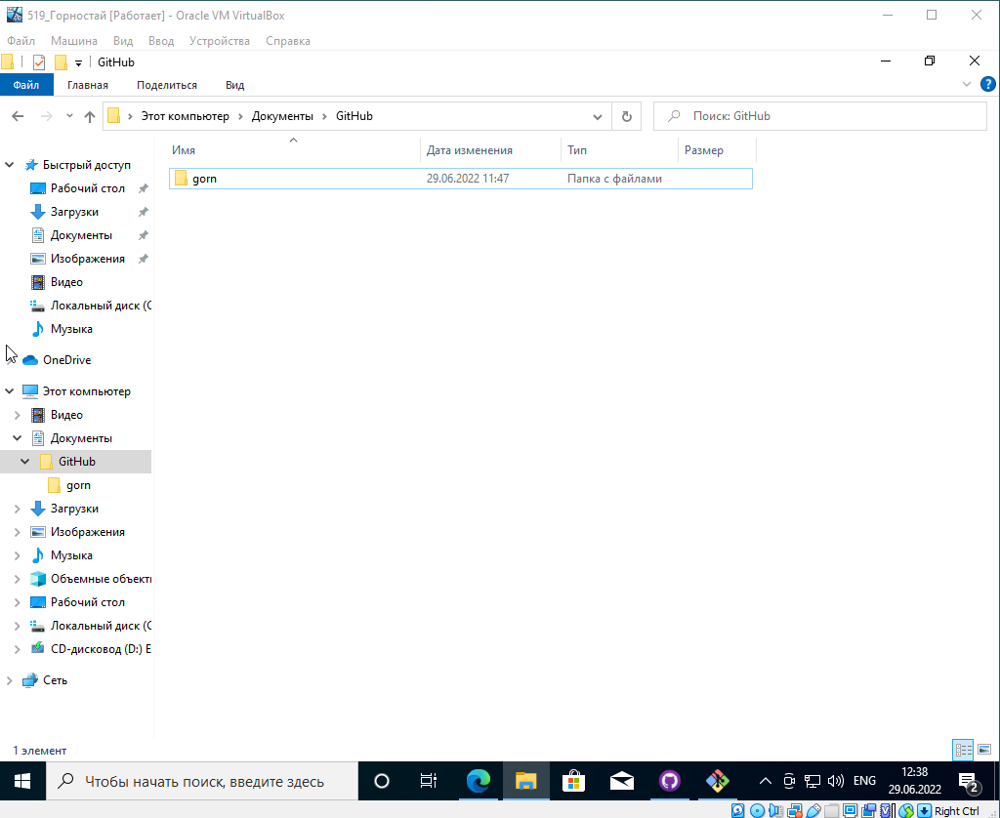 519_Горностай [Работает] - Oracle VM VirtualBox
Файл Машина Вид Ввод Устройства Справка
GitHub
Файл Главная Поделиться Вид
Этот компьютер Документы GitHub Поиск: GitHub
Имя Дата изменения Тип Размер
gorn 29.06.2022 11:47 Папка с файлами
Быстрый доступ
Рабочий стол
Загрузки
Документы
Изображения
Видео
Локальный диск (C
Музыка
OneDrive
Этот компьютер
Видео
Документы
GitHub
gorn
Загрузки
Изображения
Музыка
Объемные объекты
Рабочий стол
Локальный диск (C
CD-дисковод (D:) E
Сеть
1 элемент
Чтобы начать поиск, введите здесь
ENG
12:38
29.06.2022
2
Right Ctrl